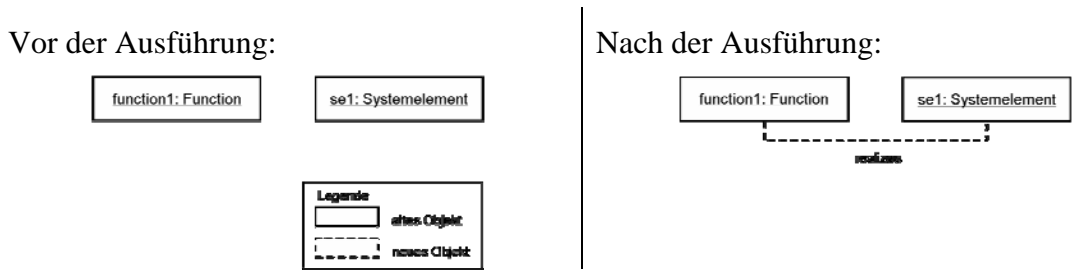 Vor der Ausführung:
function1: Function
se1: Systemelement
Legende
altes Objekt
neues Objekt
Nach der Ausführung:
function1: Function
se1: Systemelement
realizes